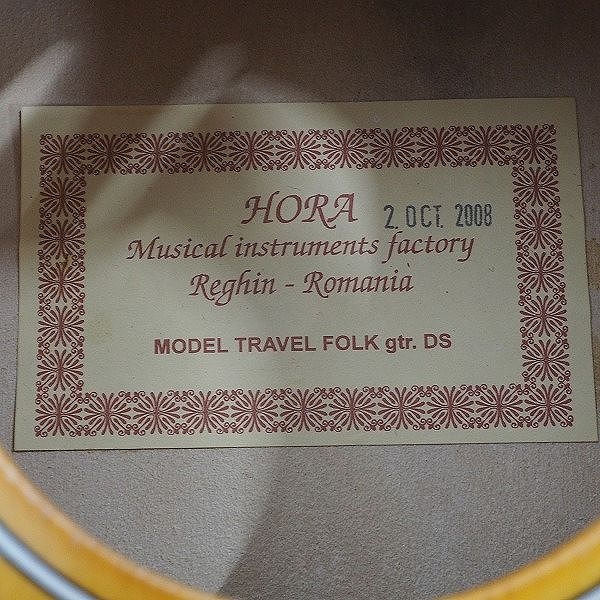 HORA 2. OCT. 2008
Musical instruments factory
Reghin - Romania
MODEL TRAVEL FOLK gtr. DS